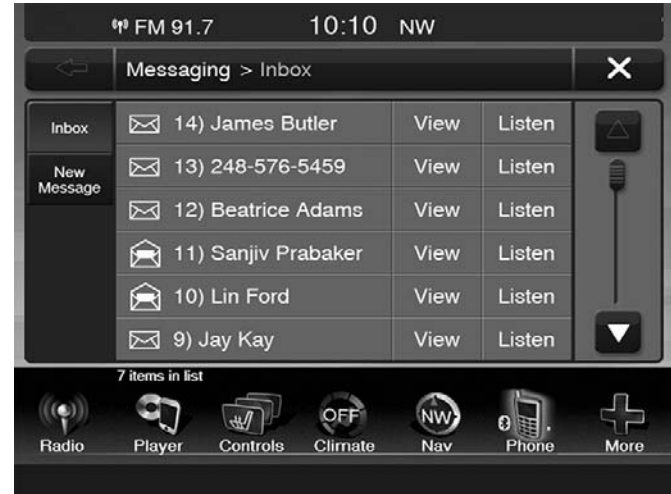 FM 91.7 10:10 NW
Messaging > Inbox
Inbox
New
Message
14) James Butler View Listen
13) 248-576-5459 View Listen
12) Beatrice Adams View Listen
11) Sanjiv Prabaker View Listen
10) Lin Ford View Listen
9) Jay Kay View Listen
7 items in list
OFF NW
Radio Player Controls Climate Nav Phone More